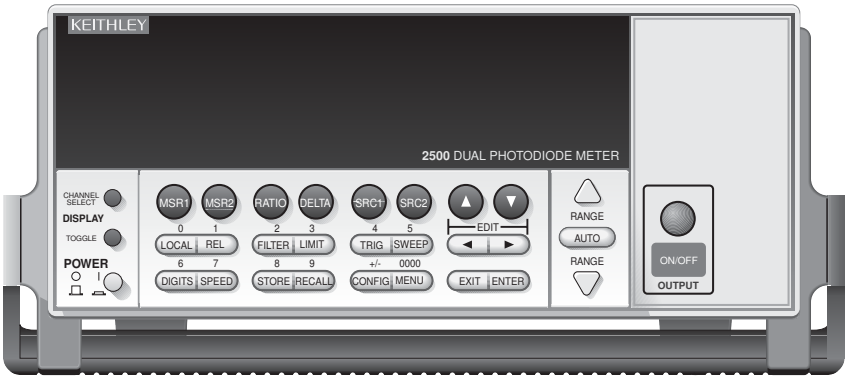 KEITHLEY
2500 DUAL PHOTODIODE METER
CHANNEL
SELECT
DISPLAY
TOGGLE
POWER
MSR1 MSR2 RATIO DELTA SRC1 SRC2
0 1 2 3 4 5 EDIT
LOCAL REL FILTER LIMIT TRIG SWEEP
6 7 8 9 +/- 0000
DIGITS SPEED STORE RECALL CONFIG MENU EXIT ENTER
RANGE
AUTO
RANGE
ON/OFF
OUTPUT